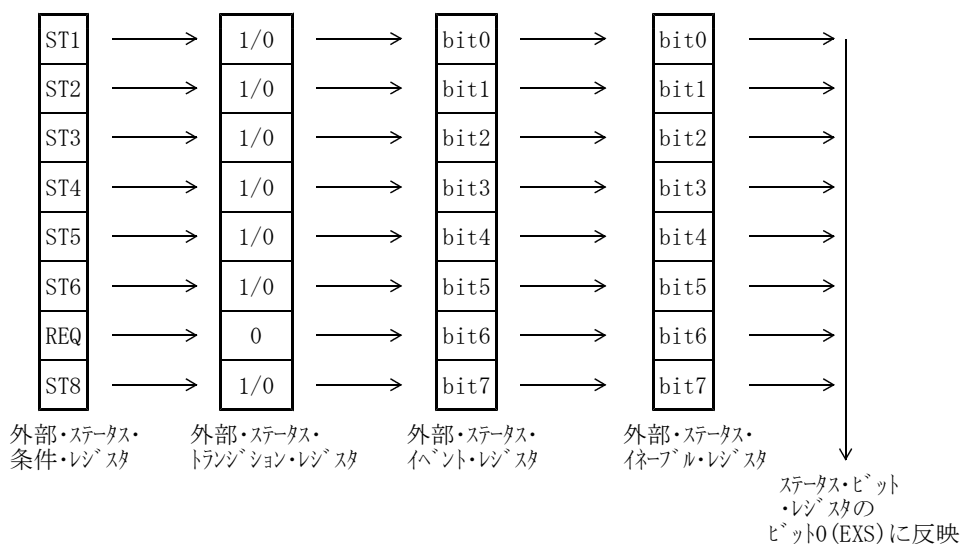 ST1 1/0 bit0 bit0
ST2 1/0 bit1 bit1
ST3 1/0 bit2 bit2
ST4 1/0 bit3 bit3
ST5 1/0 bit4 bit4
ST6 1/0 bit5 bit5
REQ 0 bit6 bit6
ST8 1/0 bit7 bit7
外部・ステータス・
条件・レジスタ
外部・ステータス・
トランジション・レジスタ
外部・ステータス・
イベント・レジスタ
外部・ステータス・
イネーブル・レジスタ
ステータス・ビット
・レジスタの
ビット0(EXS)に反映